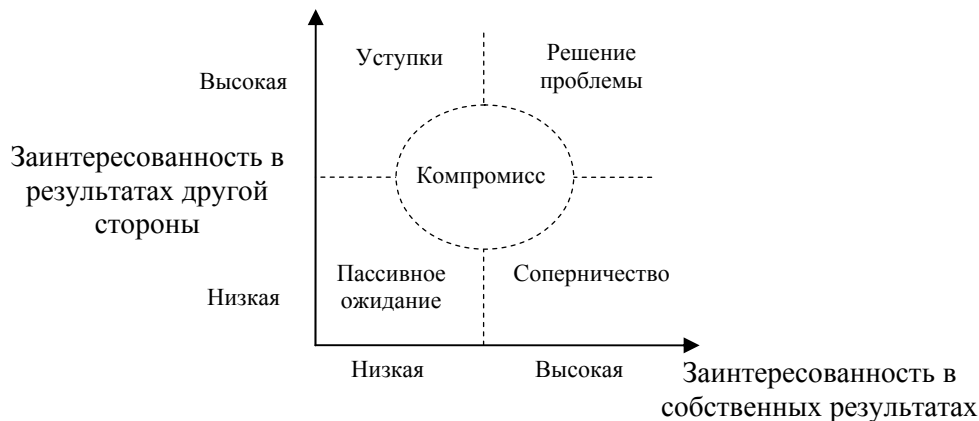 Уступки
Решение
проблемы
Высокая
Заинтересованность в
результатах другой
стороны
Компромисс
Пассивное
ожидание
Соперничество
Низкая
Низкая
Высокая
Заинтересованность в
собственных результатах